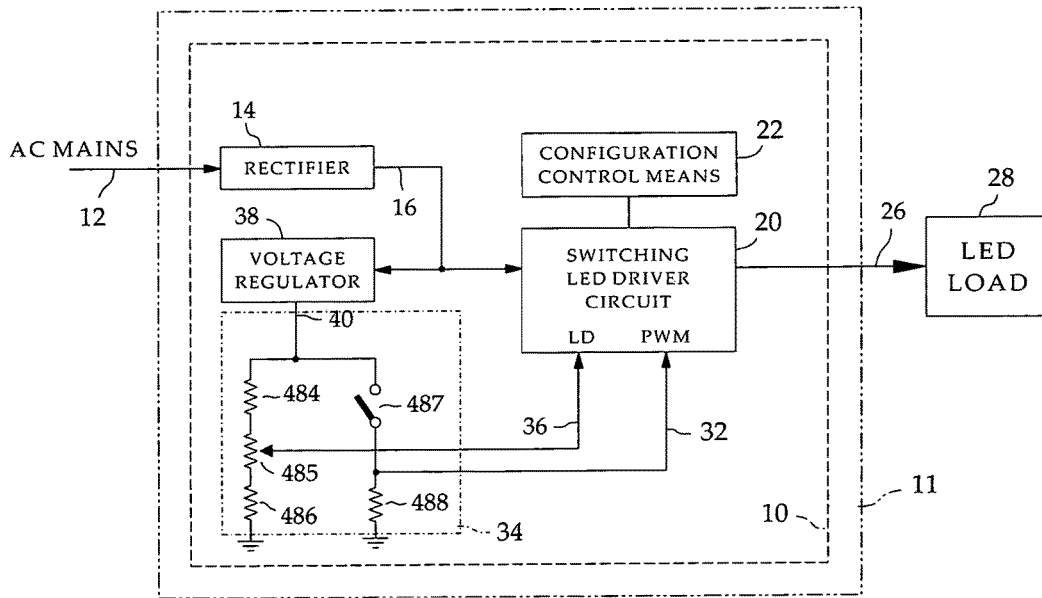 14
22
AC MAINS
RECTIFIER
CONFIGURATION
CONTROL MEANS
28
12
16
38
20
26
VOLTAGE
REGULATOR
SWITCHING
LED DRIVER
CIRCUIT
LED
LOAD
40
LD PWM
484
487
36
32
485
488
486
34
10
11